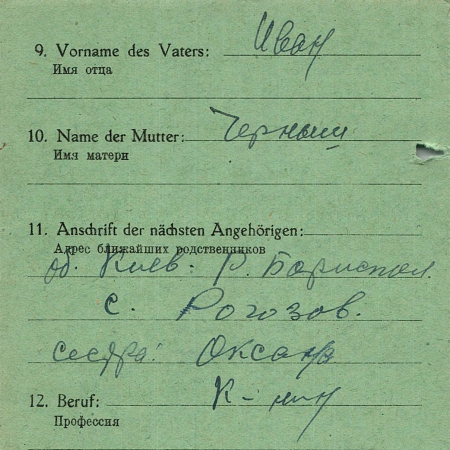 9. Vorname des Vaters: Иван
Имя отца
10. Name der Mutter: Черныш
Имя матери
11. Anschrift der nächsten Angehörigen:
Адрес ближайших родственников
об. Киев. р. Бориспол.
с. Рогозов.
сестра: Оксана
12. Beruf: К-нин
Профессия